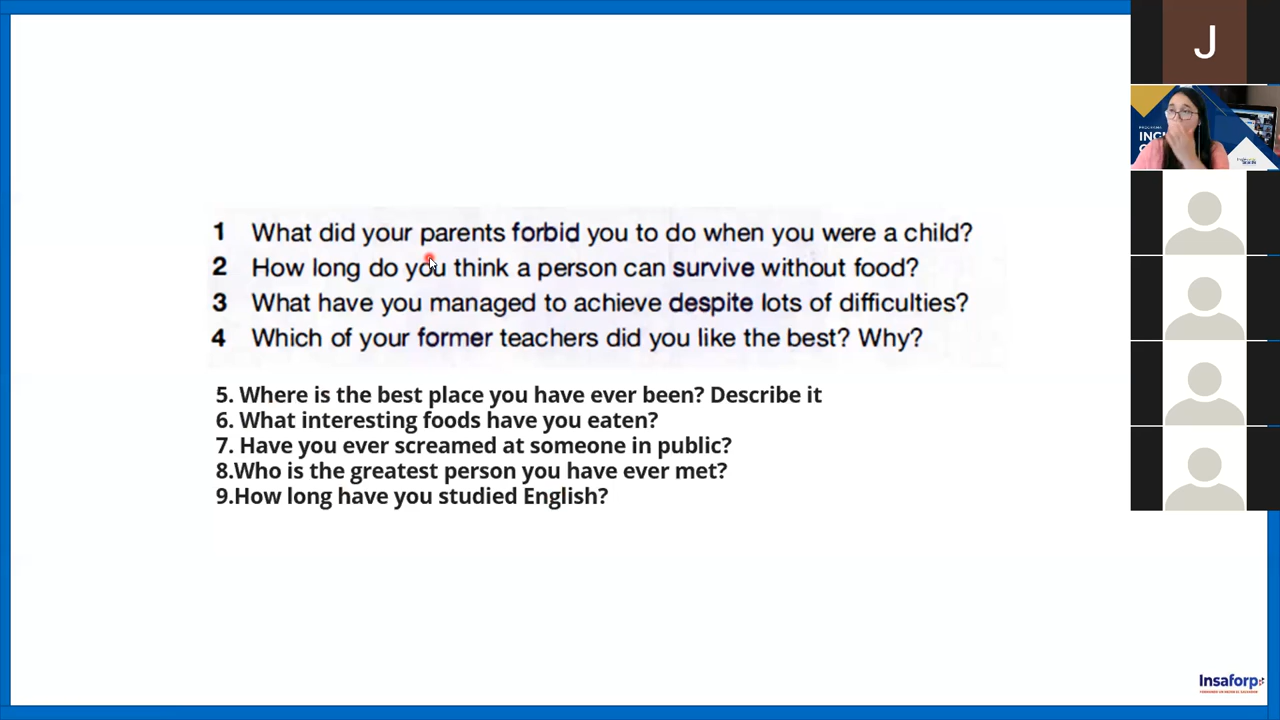 J
1 What did your parents forbid you to do when you were a child?
2 How long do you think a person can survive without food?
3 What have you managed to achieve despite lots of difficulties?
4 Which of your former teachers did you like the best? Why?
5. Where is the best place you have ever been? Describe it
6. What interesting foods have you eaten?
7. Have you ever screamed at someone in public?
8.Who is the greatest person you have ever met?
9.How long have you studied English?
Insaforp